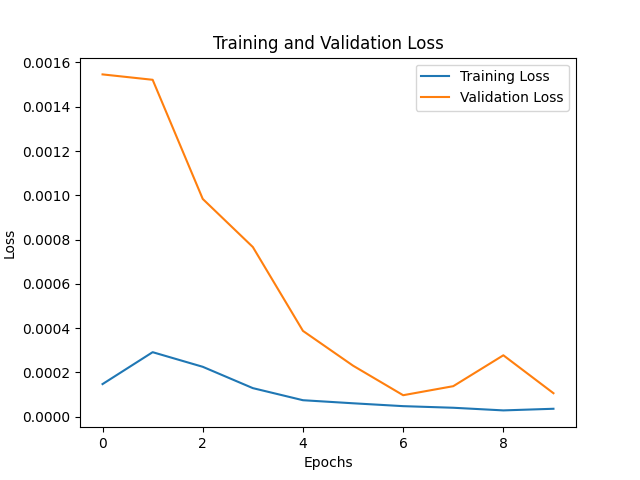 Training and Validation Loss
Training Loss
Validation Loss
0.0016
0.0014
0.0012
0.0010
0.0008
0.0006
0.0004
0.0002
0.0000
Loss
0 2 4 6 8
Epochs